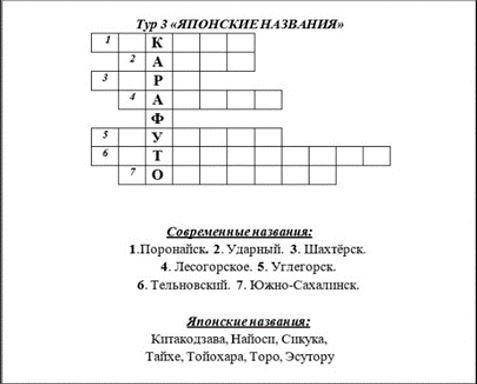 Тур 3 «ЯПОНСКИЕ НАЗВАНИЯ»
1 К
2 А
3 Р
4 А
Ф
5 У
6 Т
7 О
Современные названия:
1.Поронайск. 2. Ударный. 3. Шахтёрск.
4. Лесогорское. 5. Углегорск.
6. Тельновский. 7. Южно-Сахалинск.
Японские названия:
Китакодзава, Найоси, Сикука,
Тайхе, Тойохара, Торо, Эсутору